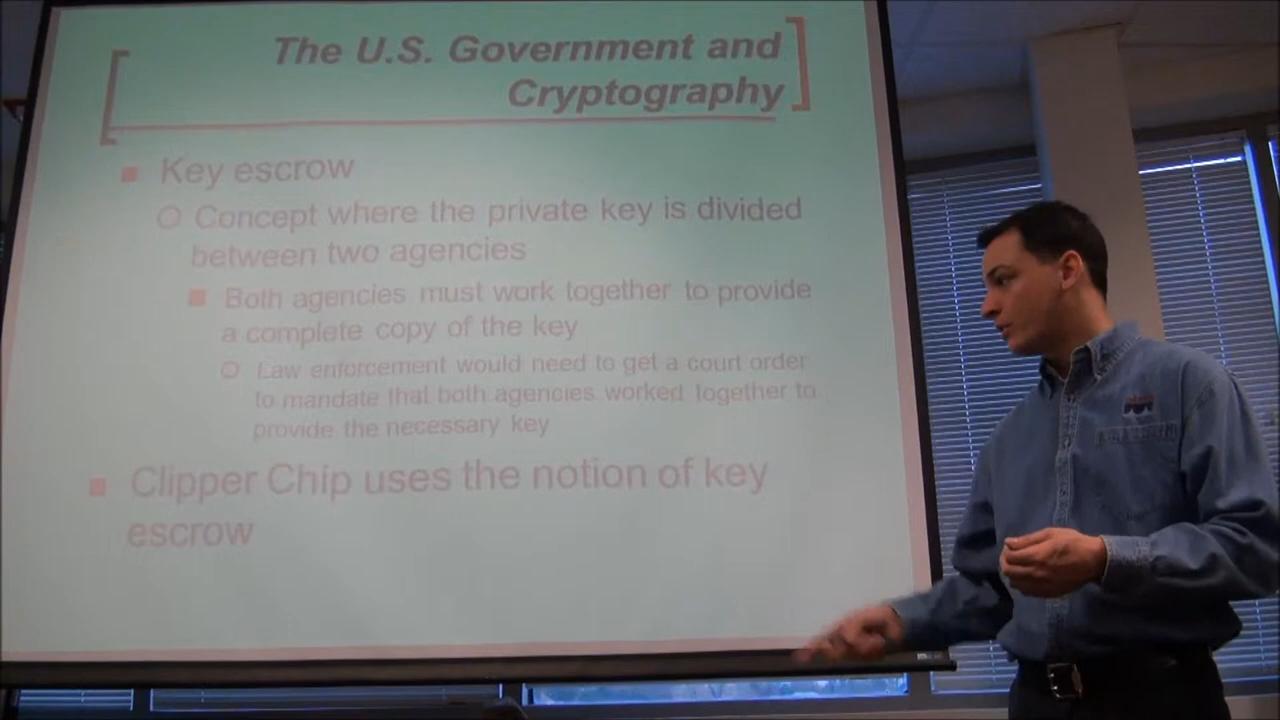 The U.S. Government and
Cryptography
Key escrow
Concept where the private key is divided
between two agencies
Both agencies must work together to provide
a complete copy of the key
Law enforcement would need to get a court order
to mandate that both agencies worked together to
provide the necessary key
Clipper Chip uses the notion of key
escrow